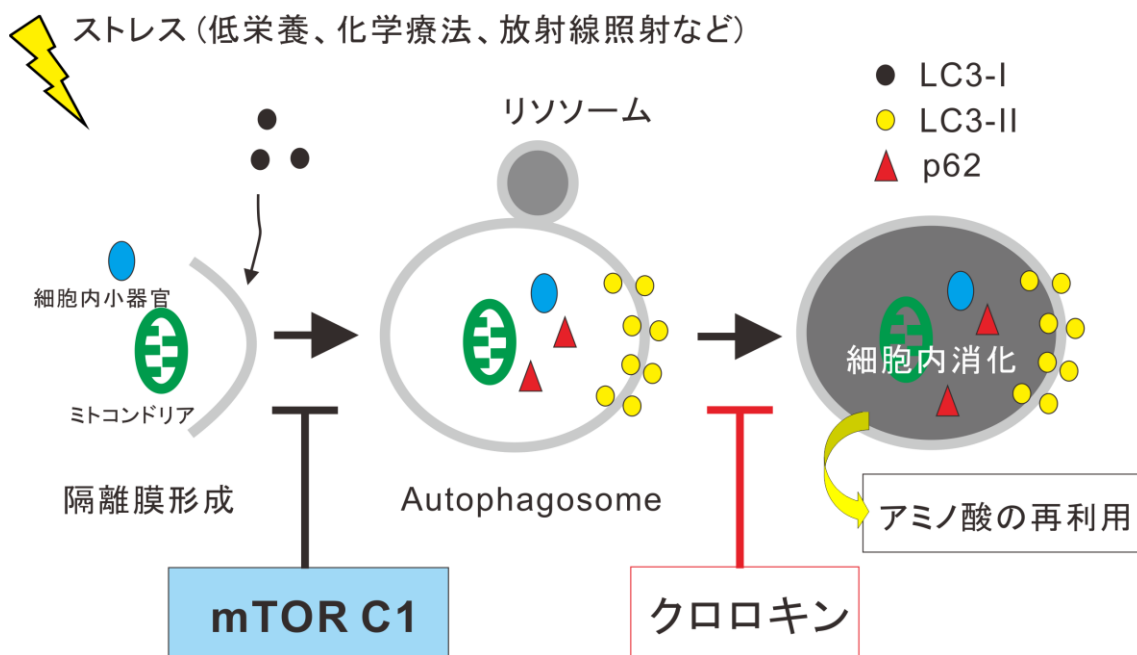 ストレス（低栄養、化学療法、放射線照射など）
LC3-I
LC3-II
p62
リソソーム
細胞内小器官
ミトコンドリア
細胞内消化
隔離膜形成
Autophagosome
アミノ酸の再利用
mTOR C1
クロロキン